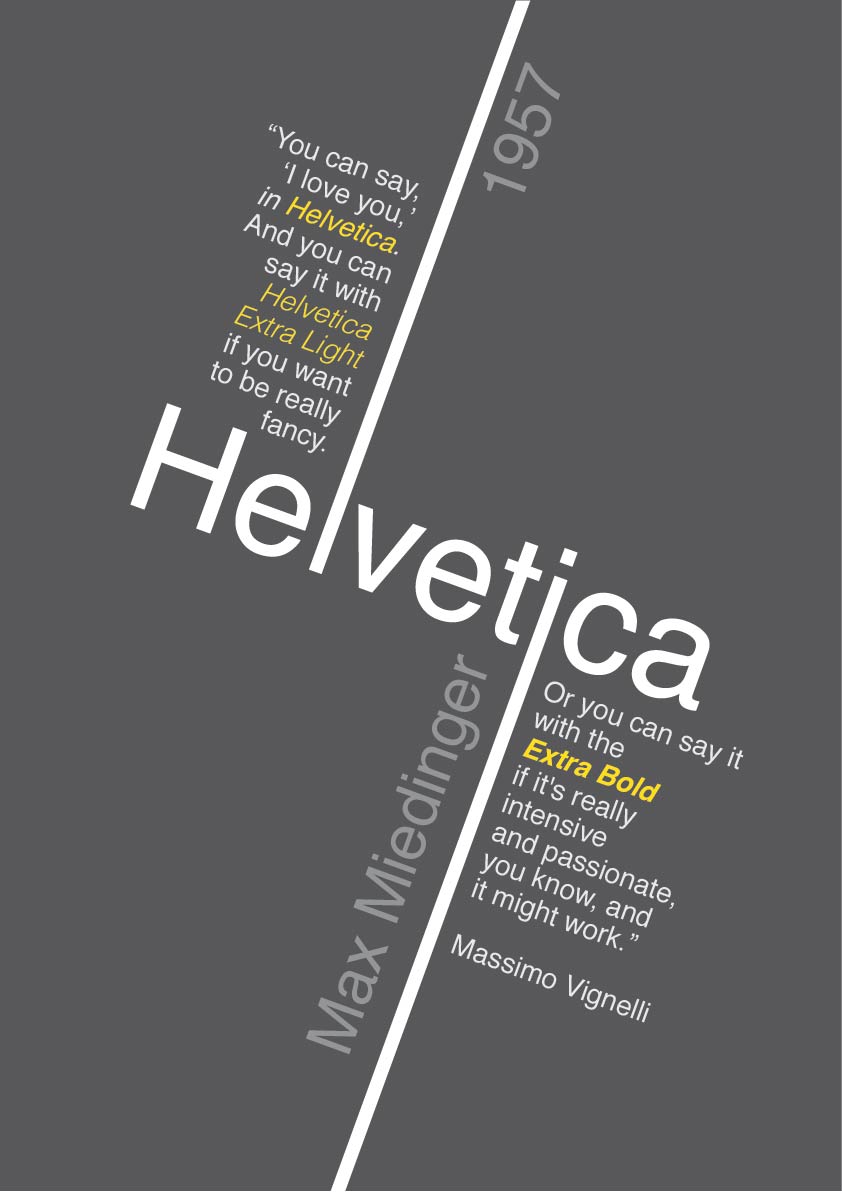 1957
“You can say,
‘I love you,’
in Helvetica.
And you can
say it with
Helvetica
Extra Light
if you want
to be really
fancy.
Helvetica
Max Miedinger
Or you can say it
with the
Extra Bold
if it's really
intensive
and passionate,
you know, and
it might work.”
Massimo Vignelli